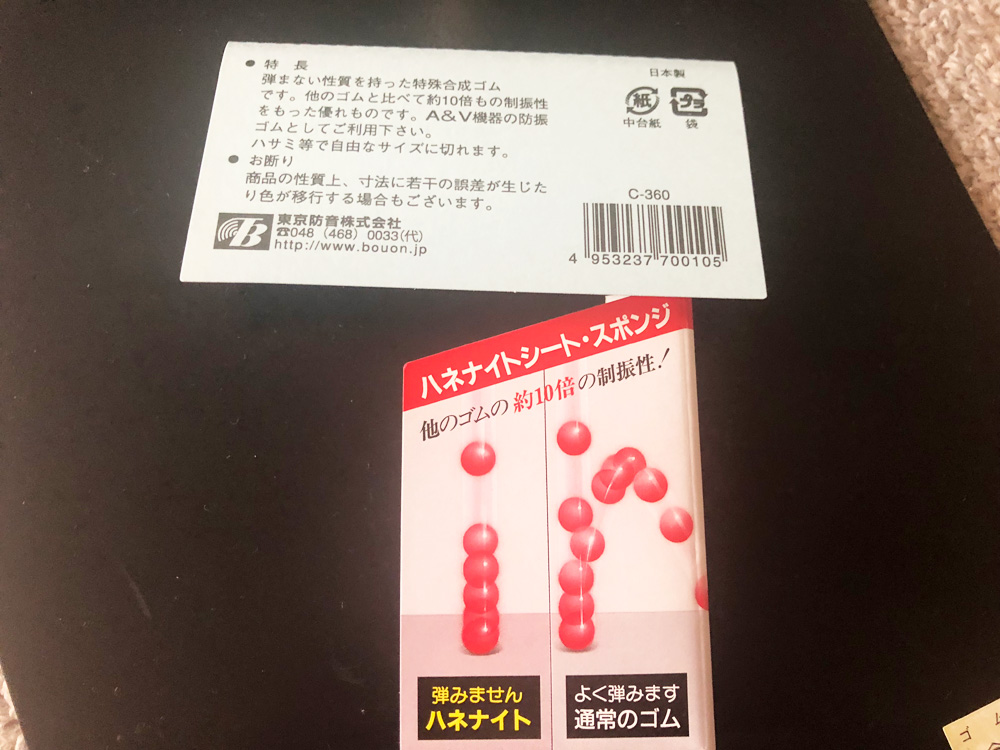 ● 特 長
弾まない性質を持った特殊合成ゴム
です。他のゴムと比べて約10倍もの制振性
をもった優れものです。A&V機器の防振
ゴムとしてご利用下さい。
ハサミ等で自由なサイズに切れます。
● お断り
商品の性質上、寸法に若干の誤差が生じた
り色が移行する場合もございます。
TB 東京防音株式会社
☎048(468)0033(代)
http://www.bouon.jp
日本製
紙 プラ
中台紙 袋
C-360
4 953237 700105
ハネナイトシート・スポンジ
他のゴムの約10倍の制振性!
弾みません
ハネナイト
よく弾みます
通常のゴム